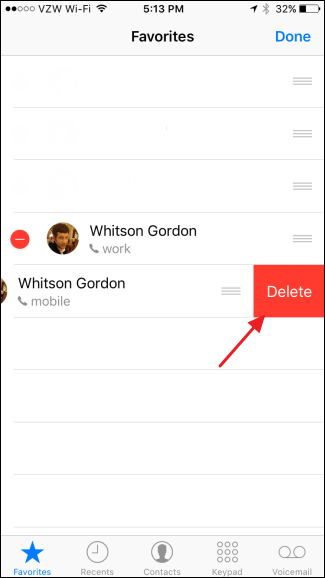 VZW Wi-Fi 5:13 PM 32%
Favorites Done
Whitson Gordon
work
Whitson Gordon
mobile
Delete
Favorites Recents Contacts Keypad Voicemail